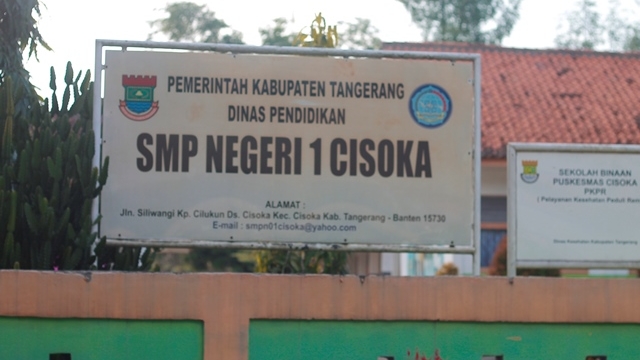 PEMERINTAH KABUPATEN TANGERANG
DINAS PENDIDIKAN
SMP NEGERI 1 CISOKA
ALAMAT :
Jln. Siliwangi Kp. Cilukun Ds. Cisoka Kec. Cisoka Kab. Tangerang - Banten 15730
E-mail : smpn01cisoka@yahoo.com
SEKOLAH BINAAN
PUSKESMAS CISOKA
PKPR
( Pelayanan Kesehatan Peduli Rem
Dinas Kesehatan Kabupaten Tangerang